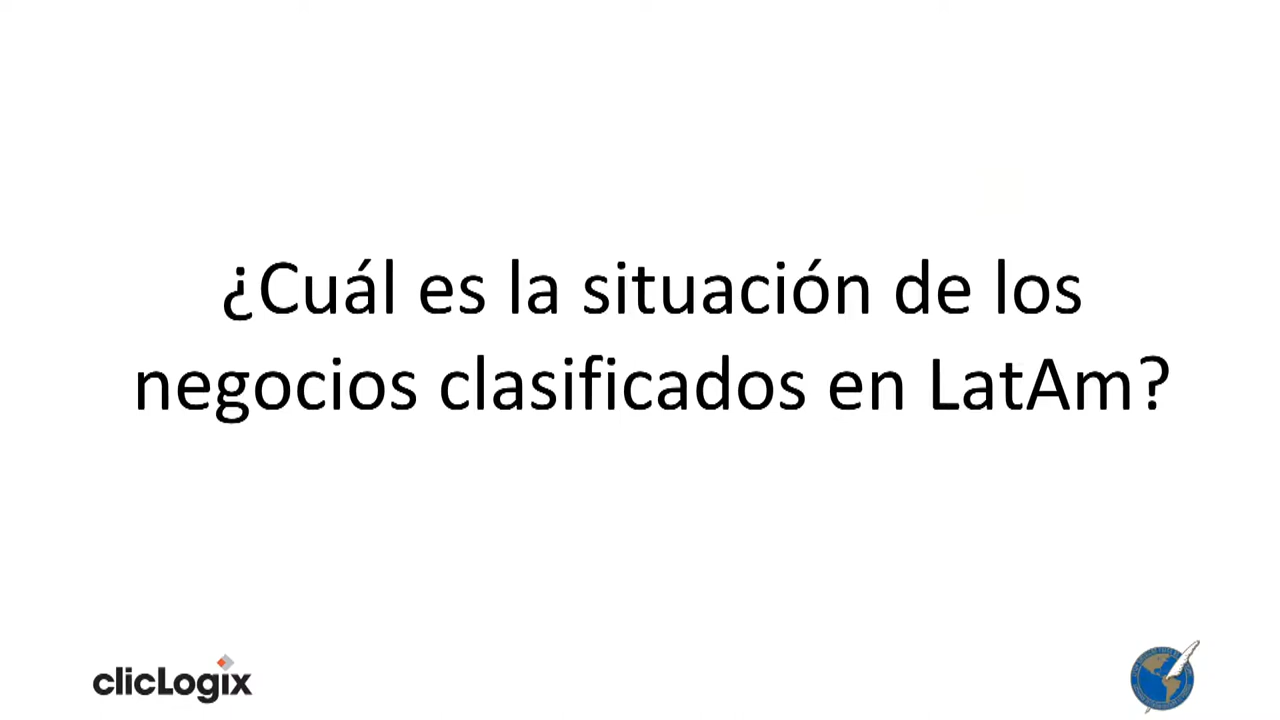 ¿Cuál es la situación de los
negocios clasificados en LatAm?
clicLogix